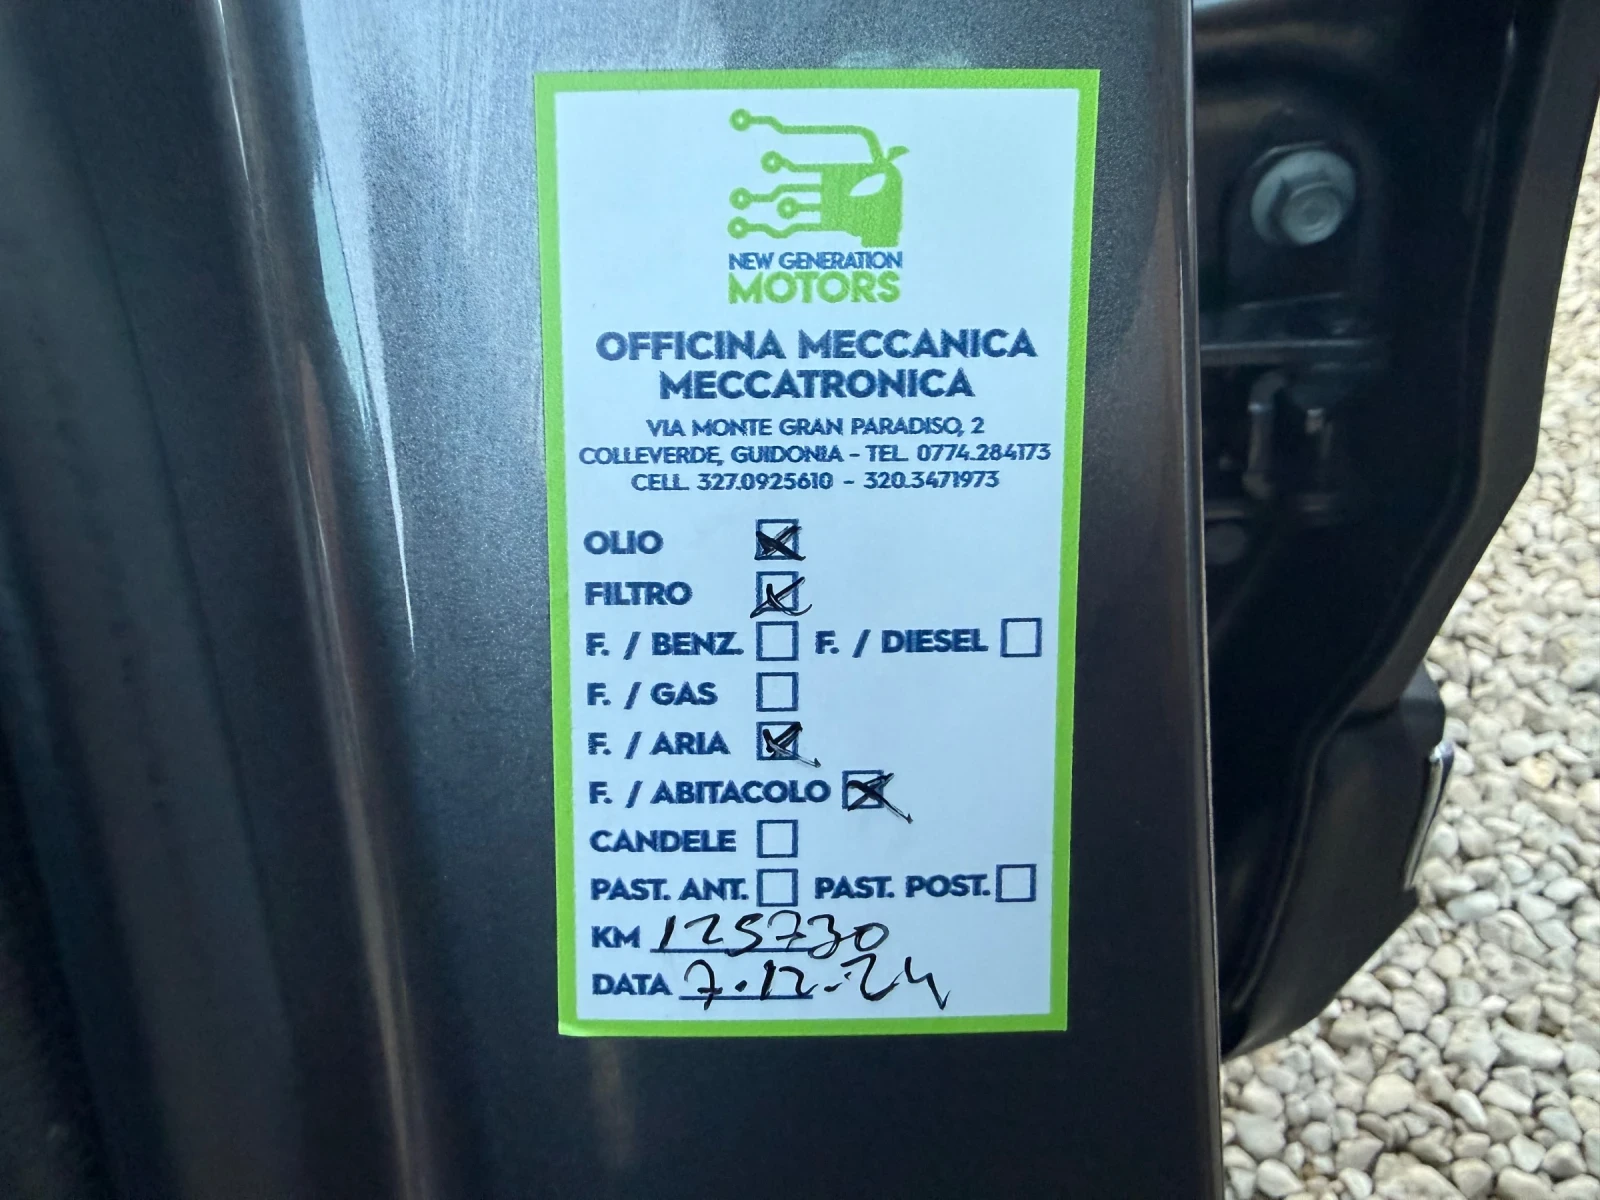 NEW GENERATION
MOTORS
OFFICINA MECCANICA
MECCATRONICA
VIA MONTE GRAN PARADISO, 2
COLLEVERDE, GUIDONIA - TEL. 0774.284173
CELL. 327.0925610 - 320.3471973
OLIO
FILTRO
F. / BENZ. F. / DIESEL
F. / GAS
F. / ARIA
F. / ABITACOLO
CANDELE
PAST. ANT. PAST. POST.
KM 125730
DATA 7.12.24